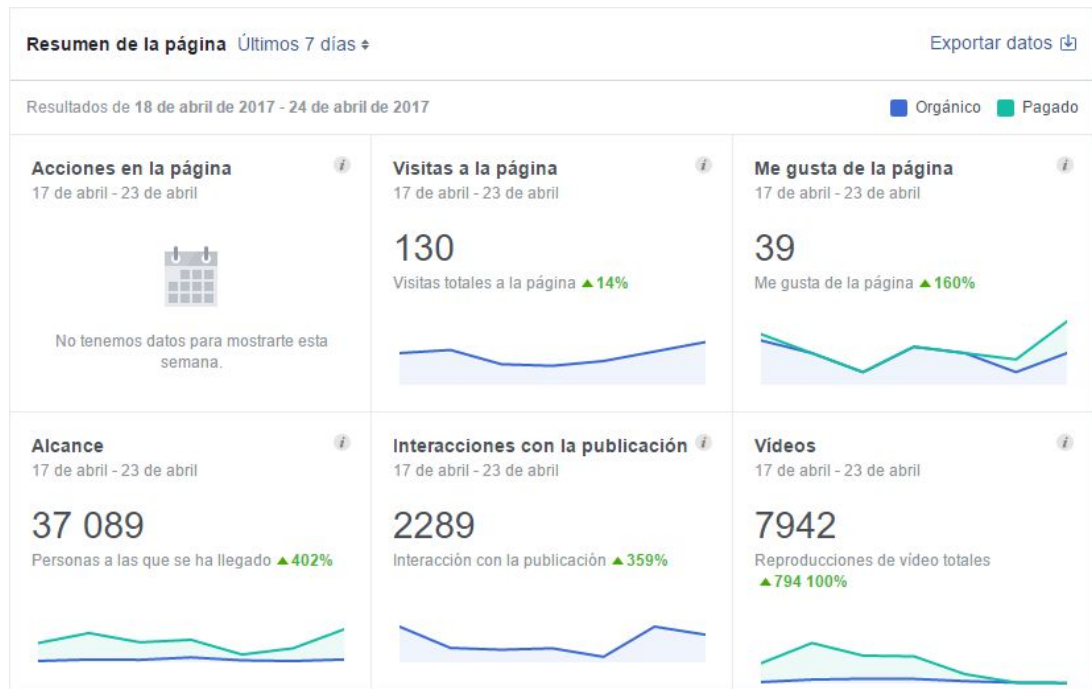 Resumen de la página Últimos 7 días
Exportar datos
Resultados de 18 de abril de 2017 - 24 de abril de 2017
Orgánico Pagado
Acciones en la página
17 de abril - 23 de abril
No tenemos datos para mostrarte esta
semana.
Visitas a la página
17 de abril - 23 de abril
130
Visitas totales a la página ▲14%
Me gusta de la página
17 de abril - 23 de abril
39
Me gusta de la página ▲160%
Alcance
17 de abril - 23 de abril
37 089
Personas a las que se ha llegado ▲402%
Interacciones con la publicación
17 de abril - 23 de abril
2289
Interacción con la publicación ▲359%
Vídeos
17 de abril - 23 de abril
7942
Reproducciones de vídeo totales
▲794 100%